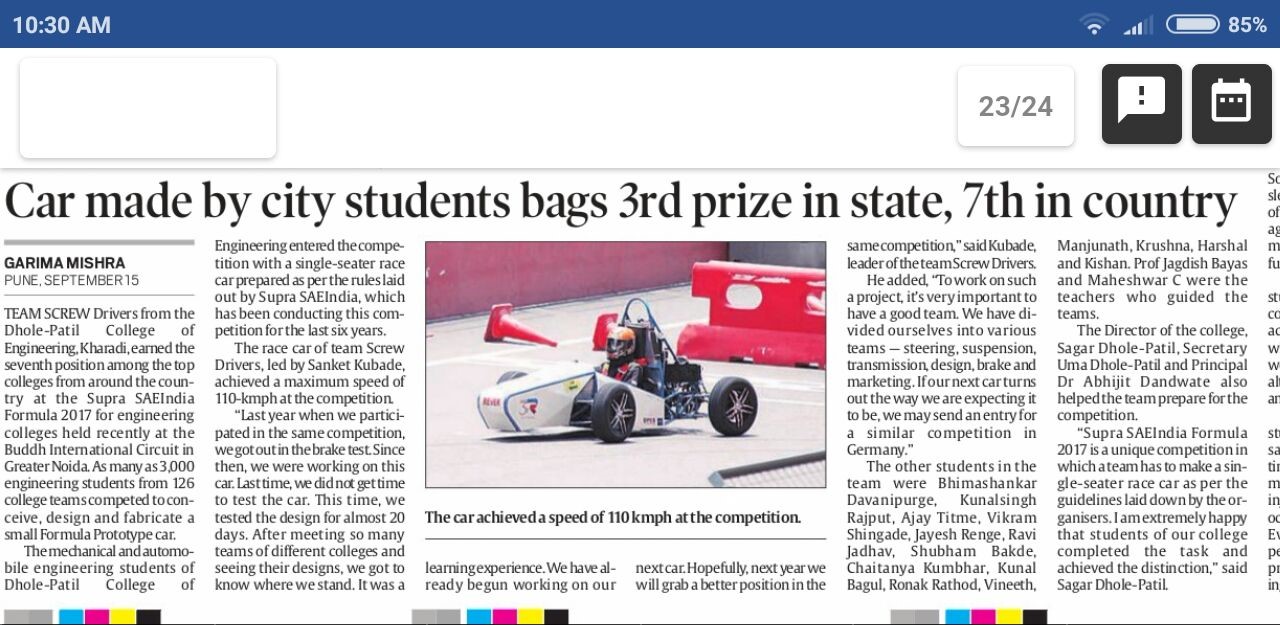 10:30 AM
85%
23/24
Car made by city students bags 3rd prize in state, 7th in country
GARIMA MISHRA
PUNE, SEPTEMBER 15
TEAM SCREW Drivers from the
Dhole-Patil College of
Engineering, Kharadi, earned the
seventh position among the top
colleges from around the coun-
try at the Supra SAEIndia
Formula 2017 for engineering
colleges held recently at the
Buddh International Circuit in
Greater Noida. As many as 3,000
engineering students from 126
college teams competed to con-
ceive, design and fabricate a
small Formula Prototype car.
The mechanical and automo-
bile engineering students of
Dhole-Patil College of
Engineering entered the compe-
tition with a single-seater race
car prepared as per the rules laid
out by Supra SAEIndia, which
has been conducting this com-
petition for the last six years.
The race car of team Screw
Drivers, led by Sanket Kubade,
achieved a maximum speed of
110-kmph at the competition.
“Last year when we partici-
pated in the same competition,
we got out in the brake test. Since
then, we were working on this
car. Last time, we did not get time
to test the car. This time, we
tested the design for almost 20
days. After meeting so many
teams of different colleges and
seeing their designs, we got to
know where we stand. It was a
The car achieved a speed of 110 kmph at the competition.
learning experience. We have al-
ready begun working on our
next car. Hopefully, next year we
will grab a better position in the
same competition,” said Kubade,
leader of the team Screw Drivers.
He added, “To work on such
a project, it’s very important to
have a good team. We have di-
vided ourselves into various
teams — steering, suspension,
transmission, design, brake and
marketing. If our next car turns
out the way we are expecting it
to be, we may send an entry for
a similar competition in
Germany.”
The other students in the
team were Bhimashankar
Davanipurge, Kunalsingh
Rajput, Ajay Titme, Vikram
Shingade, Jayesh Renge, Ravi
Jadhav, Shubham Bakde,
Chaitanya Kumbhar, Kunal
Bagul, Ronak Rathod, Vineeth,
Manjunath, Krushna, Harshal
and Kishan. Prof Jagdish Bayas
and Maheshwar C were the
teachers who guided the
teams.
The Director of the college,
Sagar Dhole-Patil, Secretary
Uma Dhole-Patil and Principal
Dr Abhijit Dandwate also
helped the team prepare for the
competition.
“Supra SAEIndia Formula
2017 is a unique competition in
which a team has to make a sin-
gle-seater race car as per the
guidelines laid down by the or-
ganisers. I am extremely happy
that students of our college
completed the task and
achieved the distinction,” said
Sagar Dhole-Patil.